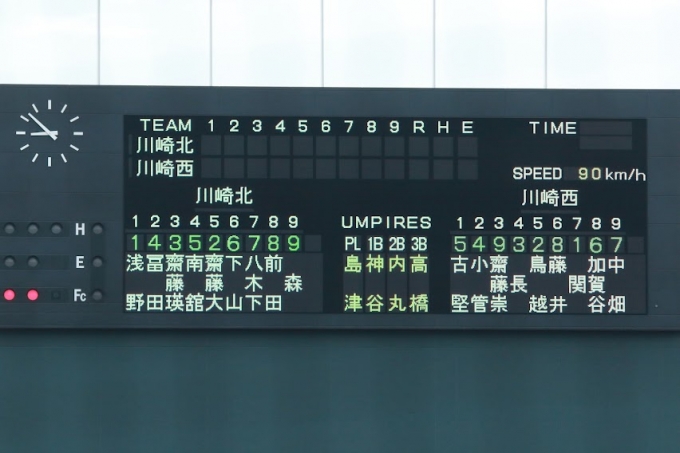 TEAM 1 2 3 4 5 6 7 8 9 R H E TIME
川崎北
川崎西
SPEED 90 km/h
川崎北 川崎西
1 2 3 4 5 6 7 8 9 UMPIRES 1 2 3 4 5 6 7 8 9
H 1 4 3 5 2 6 7 8 9 PL 1B 2B 3B 5 4 9 3 2 8 1 6 7
E 浅冨齋南齋下八前 島神内高 古小齋 鳥藤 加中
藤 藤 木 森 藤長 関賀
Fc 野田瑛舘大山下田 津谷丸橋 堅管崇 越井 谷畑